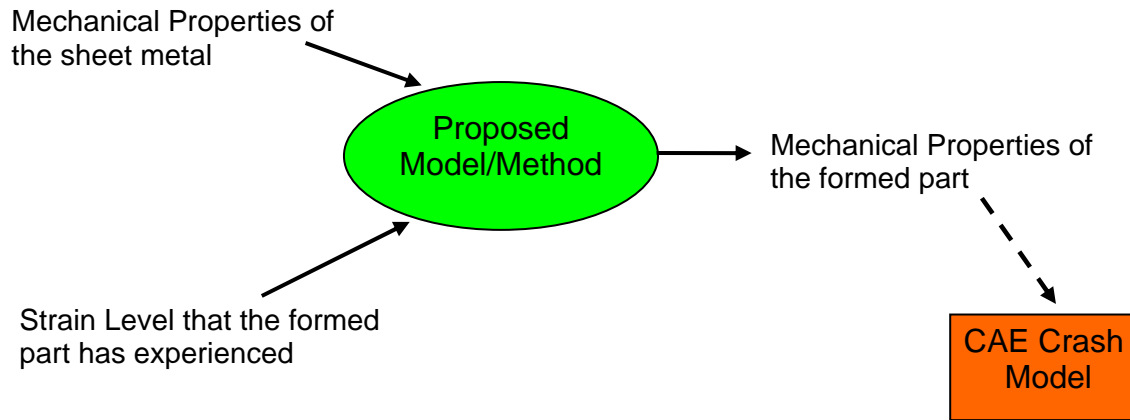 Mechanical Properties of
the sheet metal
Proposed
Model/Method
Mechanical Properties of
the formed part
Strain Level that the formed
part has experienced
CAE Crash
Model